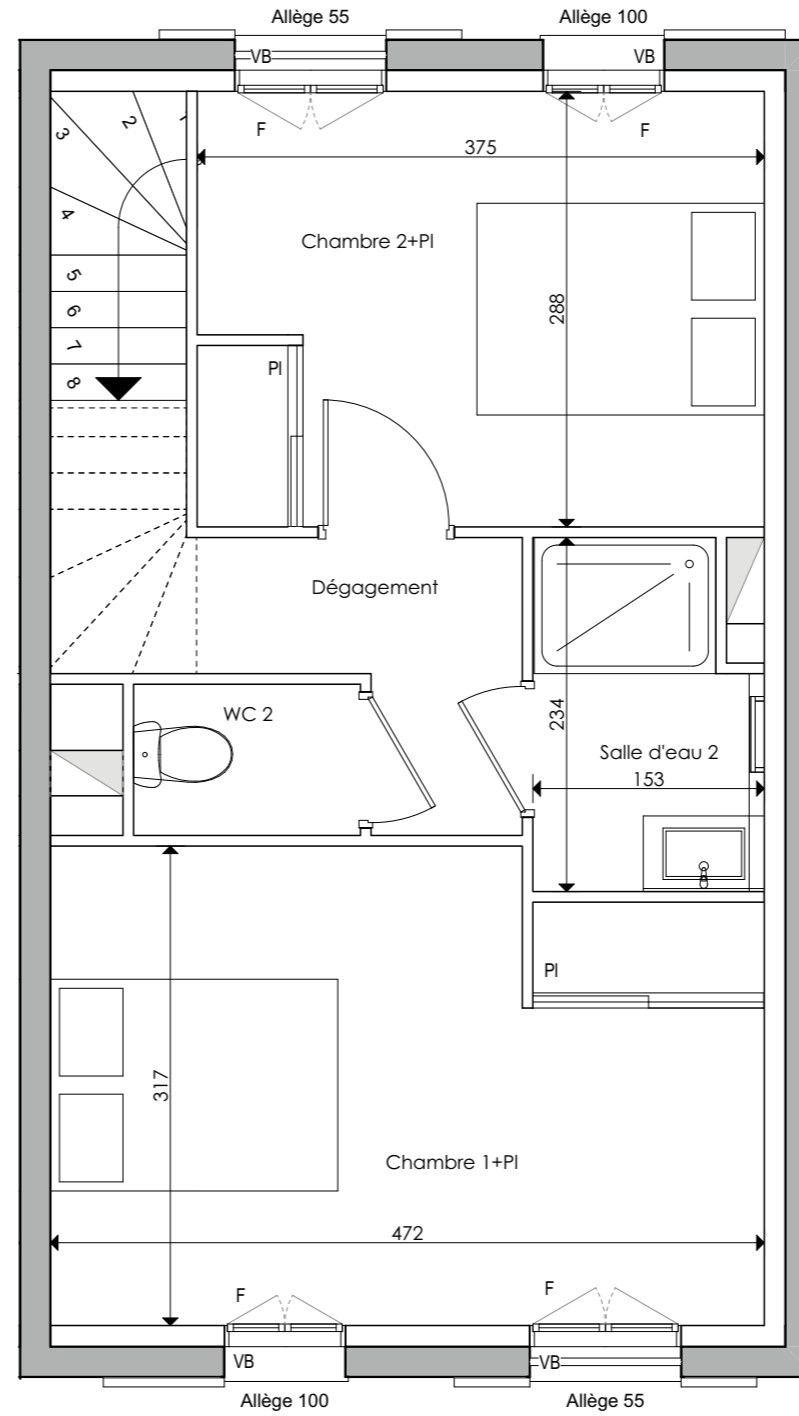 Allège 55
Allège 100
VB
VB
F
F
1
2
3
4
5
6
7
8
375
Chambre 2+Pl
288
Pl
Dégagement
WC 2
234
Salle d'eau 2
153
Pl
317
Chambre 1+Pl
472
F
F
VB
VB
Allège 100
Allège 55